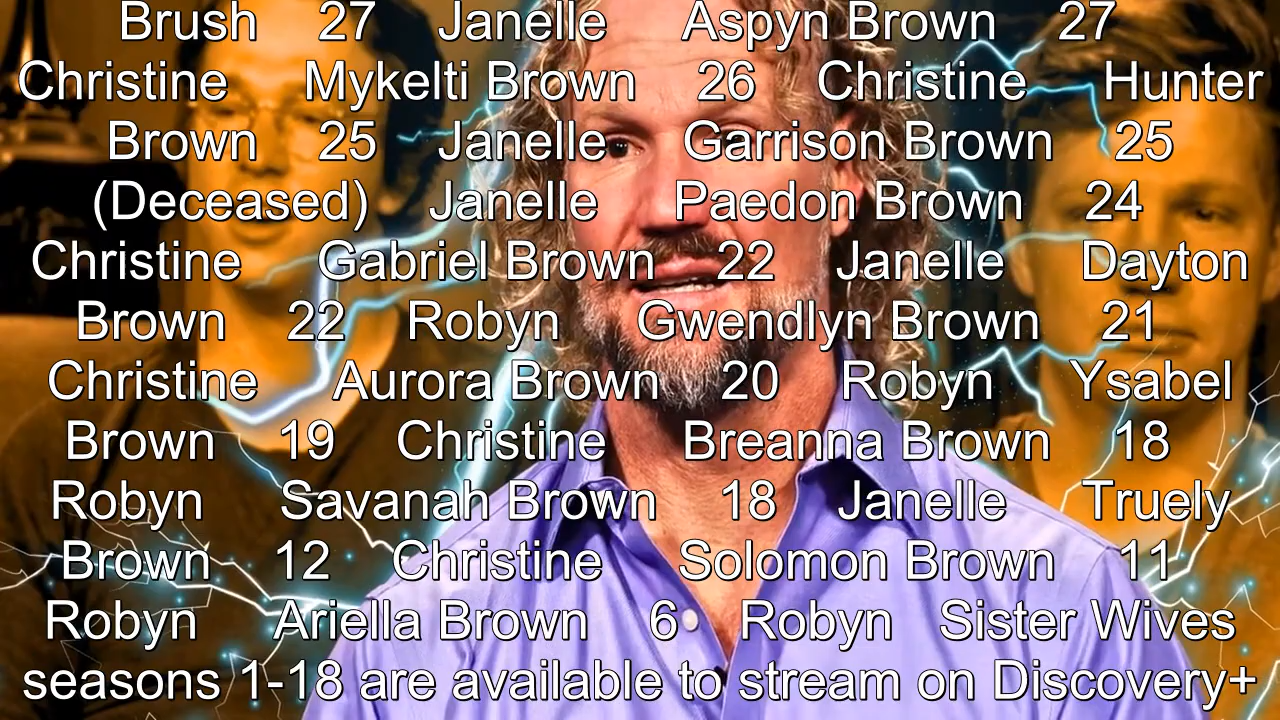 Brush 27 Janelle Aspyn Brown 27
Christine Mykelti Brown 26 Christine Hunter
Brown 25 Janelle Garrison Brown 25
(Deceased) Janelle Paedon Brown 24
Christine Gabriel Brown 22 Janelle Dayton
Brown 22 Robyn Gwendlyn Brown 21
Christine Aurora Brown 20 Robyn Ysabel
Brown 19 Christine Breanna Brown 18
Robyn Savanah Brown 18 Janelle Truely
Brown 12 Christine Solomon Brown 11
Robyn Ariella Brown 6 Robyn Sister Wives
seasons 1-18 are available to stream on Discovery+